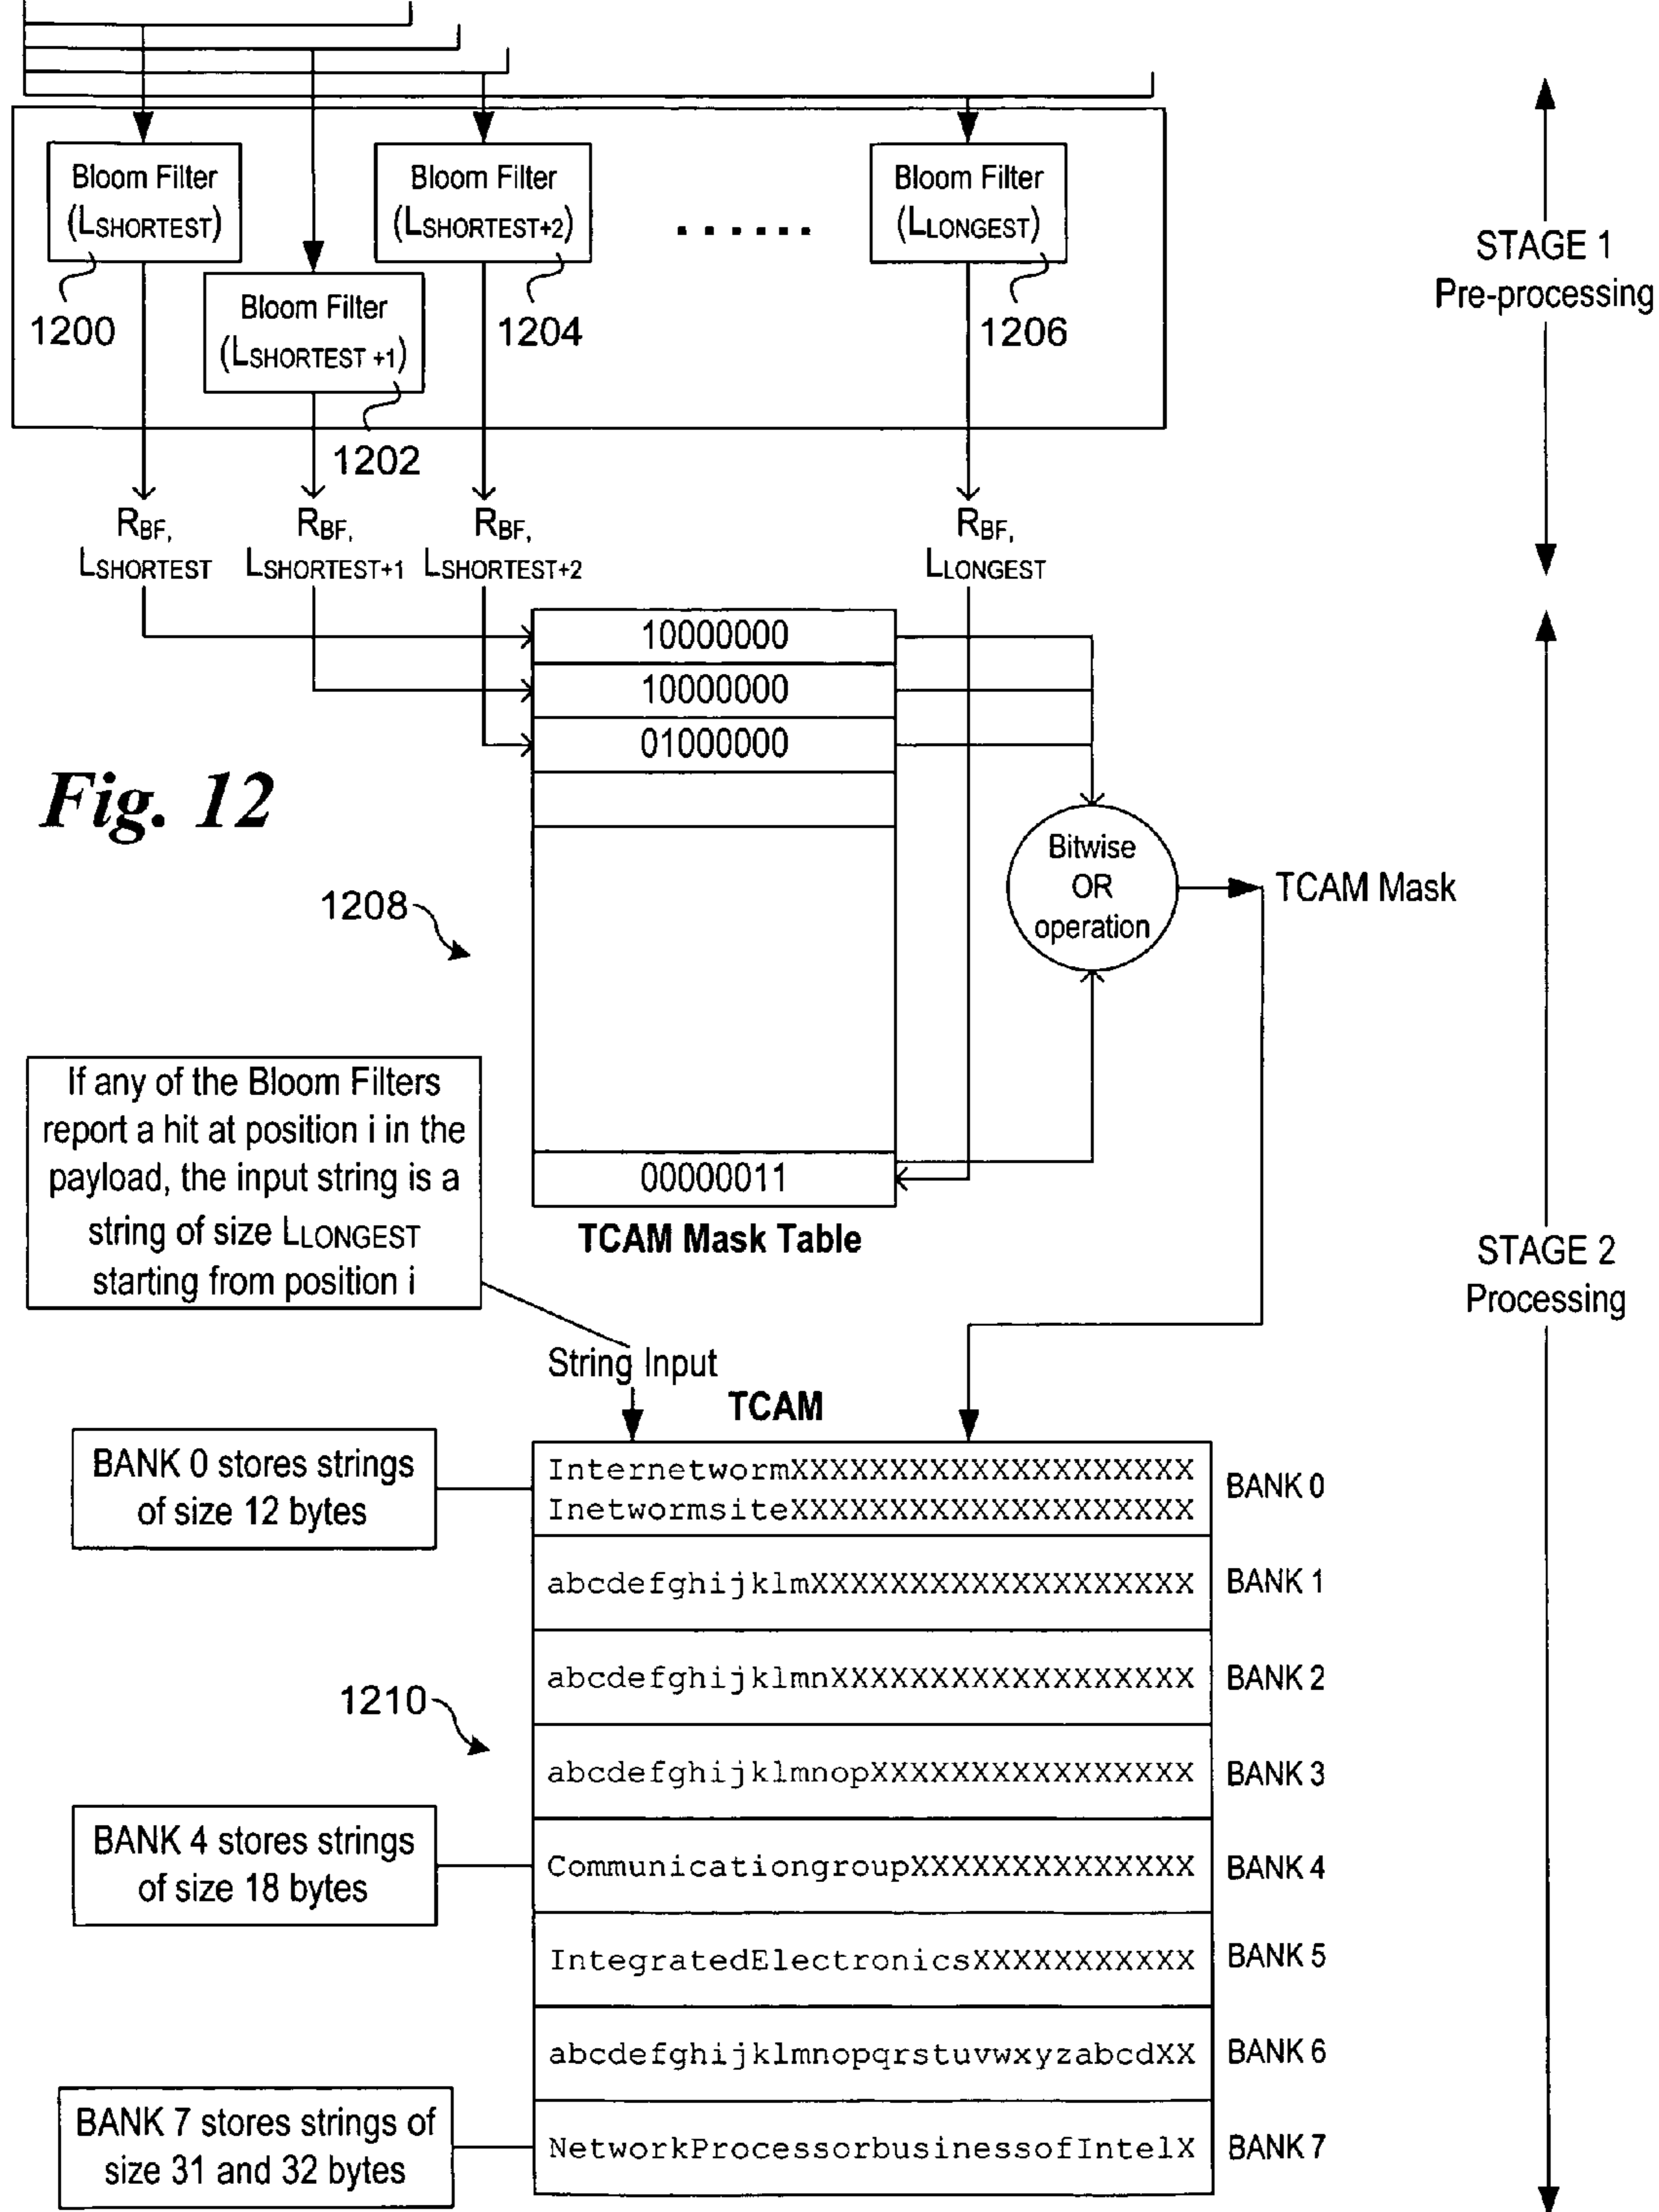 Bloom Filter
(LSHORTEST)
1200
Bloom Filter
(LSHORTEST +1)
1202
Bloom Filter
(LSHORTEST+2)
1204
......
Bloom Filter
(LLONGEST)
1206
STAGE 1
Pre-processing
RBF,
LSHORTEST
RBF,
LSHORTEST+1
RBF,
LSHORTEST+2
RBF,
LLONGEST
10000000
10000000
01000000
Fig. 12
1208
Bitwise
OR
operation
TCAM Mask
00000011
TCAM Mask Table
If any of the Bloom Filters
report a hit at position i in the
payload, the input string is a
string of size LLONGEST
starting from position i
STAGE 2
Processing
String Input
TCAM
BANK 0 stores strings
of size 12 bytes
InternetwormXXXXXXXXXXXXXXXXXXXX
InetwormsiteXXXXXXXXXXXXXXXXXXXX
BANK 0
abcdefghijklmXXXXXXXXXXXXXXXXXXX
BANK 1
abcdefghijklmnXXXXXXXXXXXXXXXXXX
BANK 2
1210
abcdefghijklmnopXXXXXXXXXXXXXXXX
BANK 3
BANK 4 stores strings
of size 18 bytes
CommunicationgroupXXXXXXXXXXXXXX
BANK 4
IntegratedElectronicsXXXXXXXXXXX
BANK 5
abcdefghijklmnopqrstuvwxyzabcdXX
BANK 6
BANK 7 stores strings of
size 31 and 32 bytes
NetworkProcessorbusinessofIntelX
BANK 7